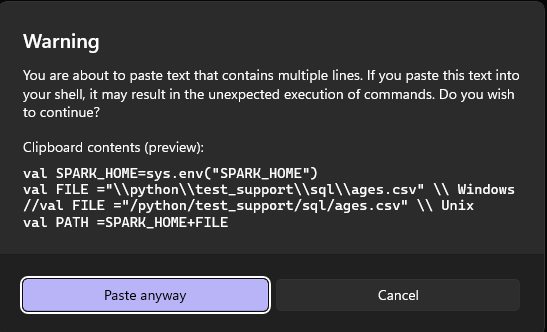 Warning
You are about to paste text that contains multiple lines. If you paste this text into
your shell, it may result in the unexpected execution of commands. Do you wish
to continue?
Clipboard contents (preview):
val SPARK_HOME=sys.env("SPARK_HOME")
val FILE ="\\python\\test_support\\sql\\ages.csv" \\ Windows
//val FILE ="/python/test_support/sql/ages.csv" \\ Unix
val PATH =SPARK_HOME+FILE
Paste anyway
Cancel